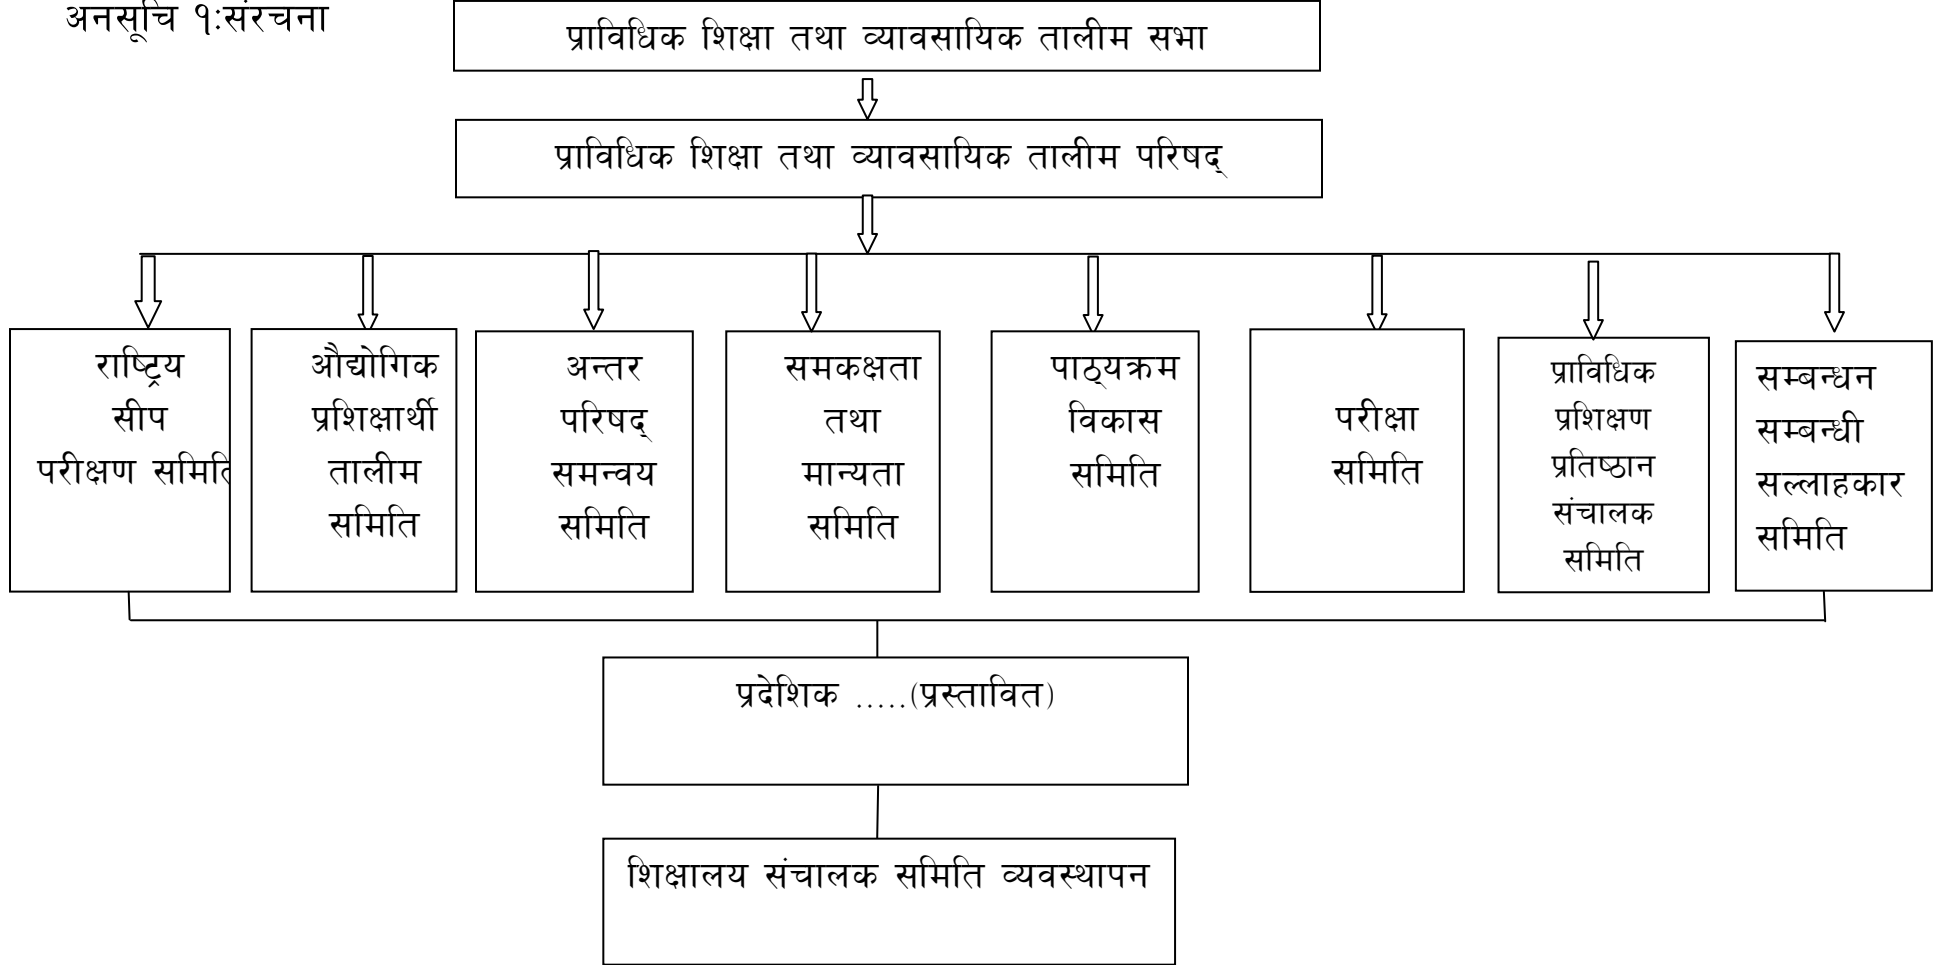 अनसूचि १:संरचना
प्राविधिक शिक्षा तथा व्यावसायिक तालीम सभा
प्राविधिक शिक्षा तथा व्यावसायिक तालीम परिषद्
राष्ट्रिय
सीप
परीक्षण समिति
औद्योगिक
प्रशिक्षार्थी
तालीम
समिति
अन्तर
परिषद्
समन्वय
समिति
समकक्षता
तथा
मान्यता
समिति
पाठ्यक्रम
विकास
समिति
परीक्षा
समिति
प्राविधिक
प्रशिक्षण
प्रतिष्ठान
संचालक
समिति
सम्बन्धन
सम्बन्धी
सल्लाहकार
समिति
प्रदेशिक .....(प्रस्तावित)
शिक्षालय संचालक समिति व्यवस्थापन